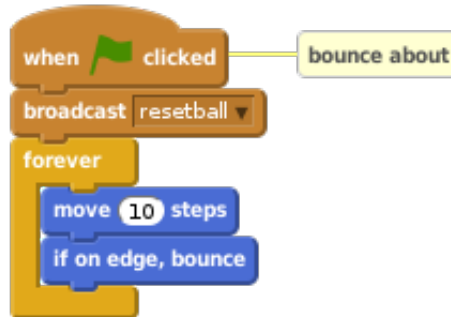 when clicked
bounce about
broadcast resetball
forever
move 10 steps
if on edge, bounce